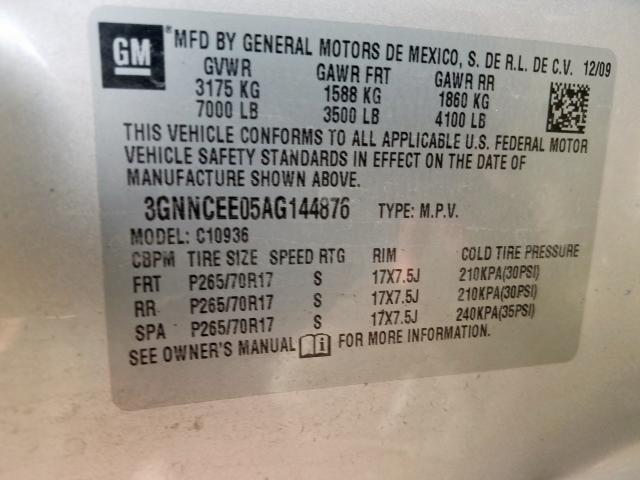 GM *MFD BY GENERAL MOTORS DE MEXICO, S. DE R.L. DE C.V. 12/09
GVWR GAWR FRT GAWR RR
3175 KG 1588 KG 1860 KG
7000 LB 3500 LB 4100 LB
THIS VEHICLE CONFORMS TO ALL APPLICABLE U.S. FEDERAL MOTOR
VEHICLE SAFETY STANDARDS IN EFFECT ON THE DATE OF
MANUFACTURE SHOWN ABOVE.
3GNNCEE05AG144876 TYPE: M.P.V.
MODEL: C10936
CBPM TIRE SIZE SPEED RTG RIM COLD TIRE PRESSURE
FRT P265/70R17 S 17X7.5J 210KPA(30PSI)
RR P265/70R17 S 17X7.5J 210KPA(30PSI)
SPA P265/70R17 S 17X7.5J 240KPA(35PSI)
SEE OWNER'S MANUAL i FOR MORE INFORMATION.